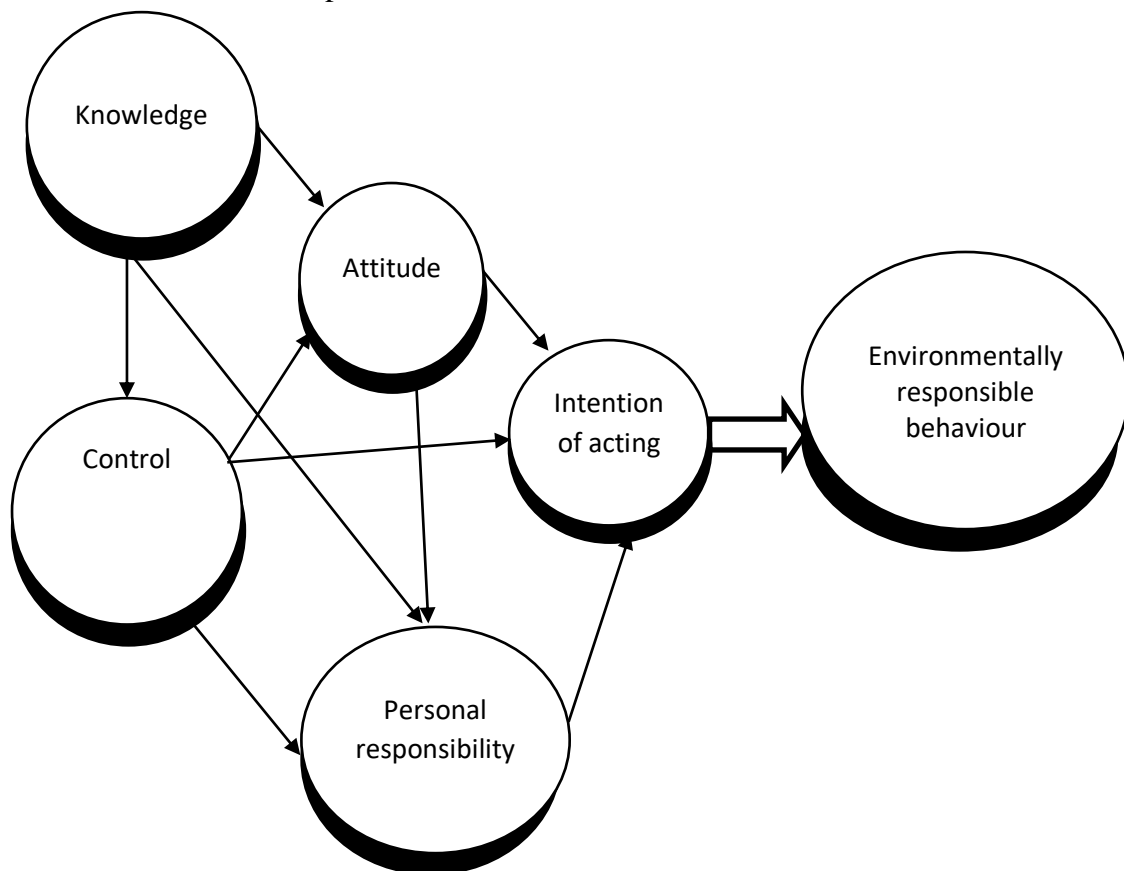 Knowledge
Attitude
Control
Intention
of acting
Environmentally
responsible
behaviour
Personal
responsibility